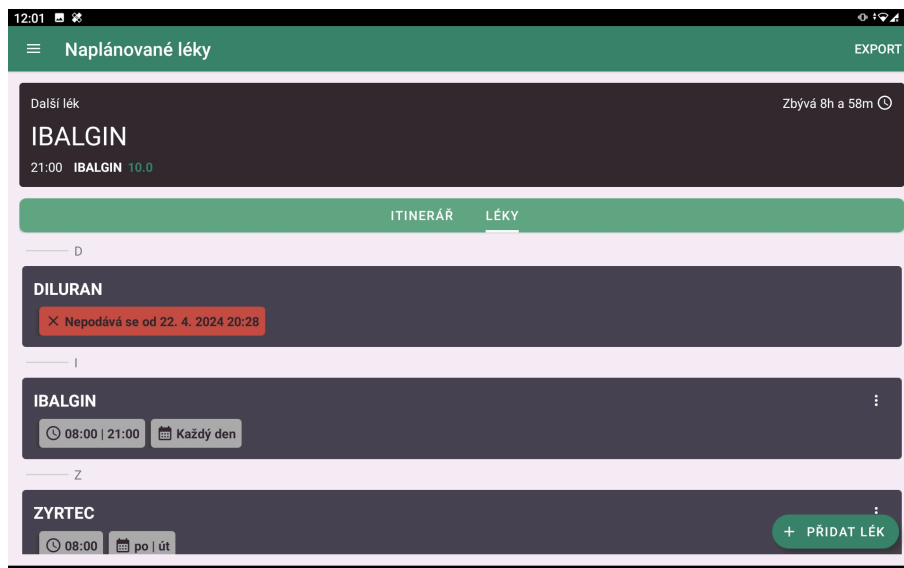 12:01
Naplánované léky
EXPORT
Další lék
Zbývá 8h a 58m
IBALGIN
21:00 IBALGIN 10.0
ITINERÁŘ LÉKY
D
DILURAN
Nepodává se od 22. 4. 2024 20:28
I
IBALGIN
08:00 | 21:00 Každý den
Z
ZYRTEC
08:00 po | út
+ PŘIDAT LÉK